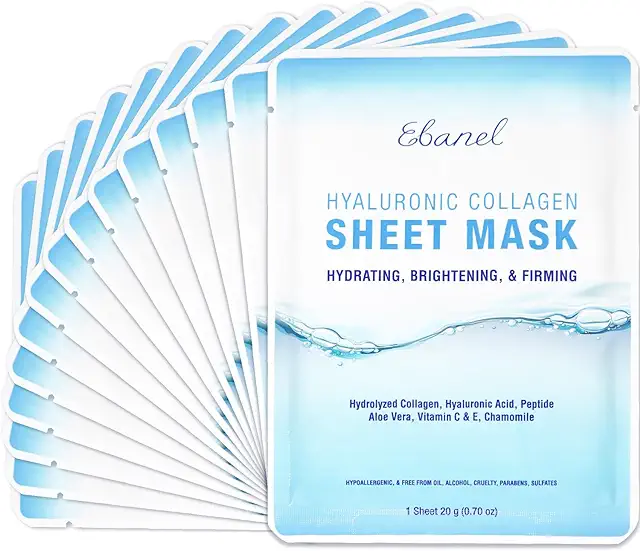 Ebanel
HYALURONIC COLLAGEN
SHEET MASK
HYDRATING, BRIGHTENING, & FIRMING
Hydrolyzed Collagen, Hyaluronic Acid, Peptide
Aloe Vera, Vitamin C & E, Chamomile
HYPOALLERGENIC, & FREE FROM OIL, ALCOHOL, CRUELTY, PARABENS, SULFATES
1 Sheet 20 g (0.70 oz)